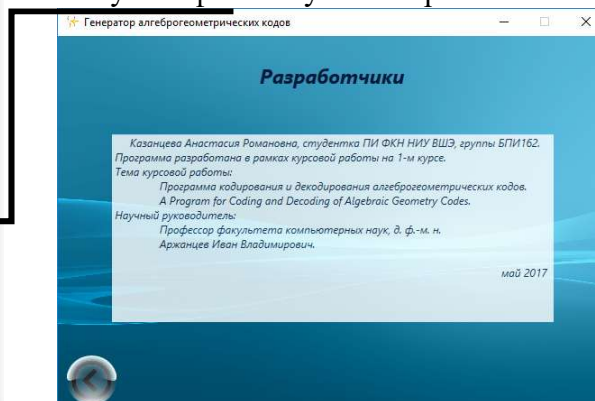 Генератор алгеброгеометрических кодов
Разработчики
Казанцева Анастасия Романовна, студентка ПИ ФКН НИУ ВШЭ, группы БПИ162.
Программа разработана в рамках курсовой работы на 1-м курсе.
Тема курсовой работы:
Программа кодирования и декодирования алгеброгеометрических кодов.
A Program for Coding and Decoding of Algebraic Geometry Codes.
Научный руководитель:
Профессор факультета компьютерных наук, д. ф.-м. н.
Аржанцев Иван Владимирович.
май 2017